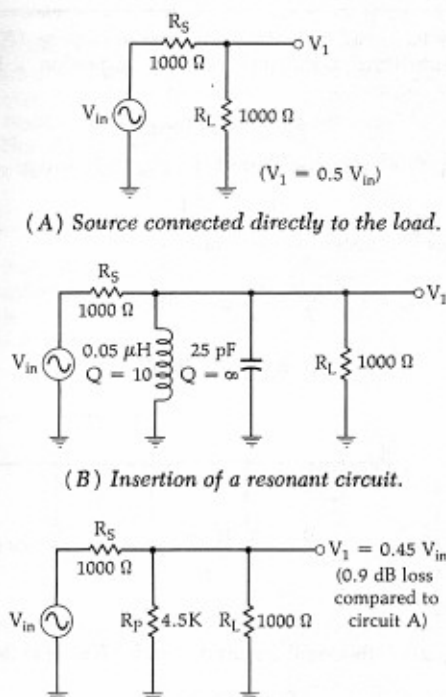 R_S
1000 Ω
V_1
V_in
R_L 1000 Ω
(V_1 = 0.5 V_in)
(A) Source connected directly to the load.
R_S
1000 Ω
V_1
V_in
0.05 μH
Q = 10
25 pF
Q = ∞
R_L 1000 Ω
(B) Insertion of a resonant circuit.
R_S
1000 Ω
V_1 = 0.45 V_in
(0.9 dB loss
compared to
circuit A)
V_in
R_P 4.5K
R_L 1000 Ω